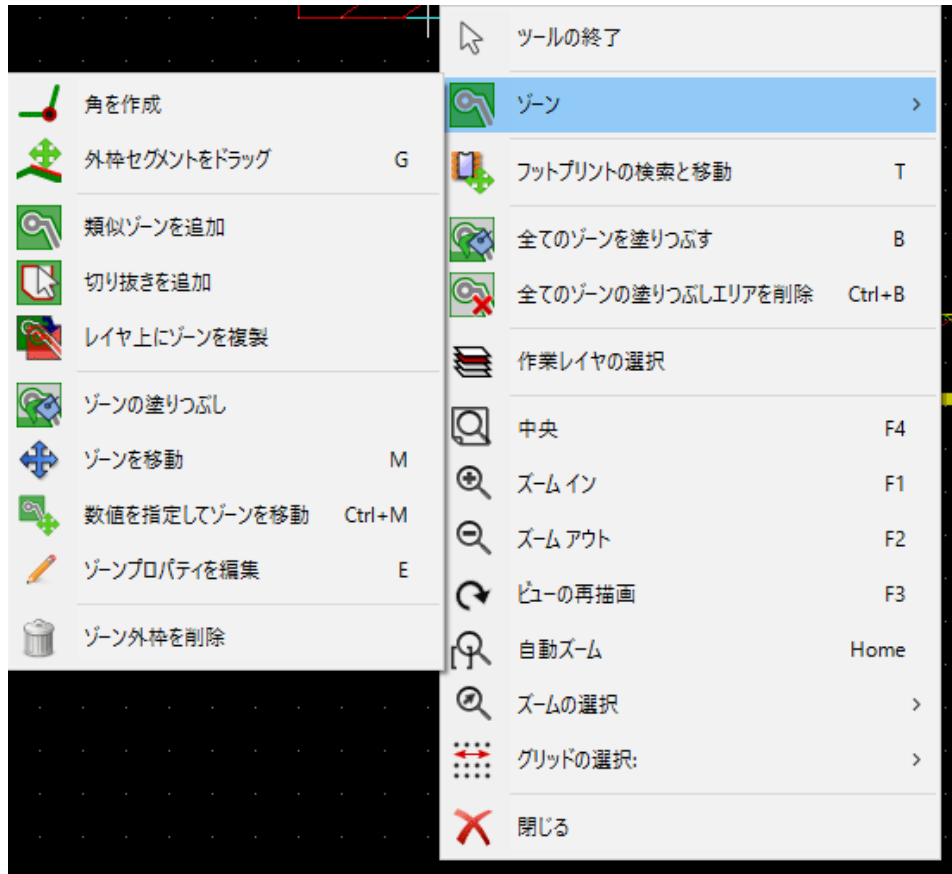 ツールの終了
ゾーン
フットプリントの検索と移動 T
全てのゾーンを塗りつぶす B
全てのゾーンの塗りつぶしエリアを削除 Ctrl+B
作業レイヤの選択
中央 F4
ズーム イン F1
ズーム アウト F2
ビューの再描画 F3
自動ズーム Home
ズームの選択
グリッドの選択:
閉じる
角を作成
外枠セグメントをドラッグ G
類似ゾーンを追加
切り抜きを追加
レイヤ上にゾーンを複製
ゾーンの塗りつぶし
ゾーンを移動 M
数値を指定してゾーンを移動 Ctrl+M
ゾーンプロパティを編集 E
ゾーン外枠を削除